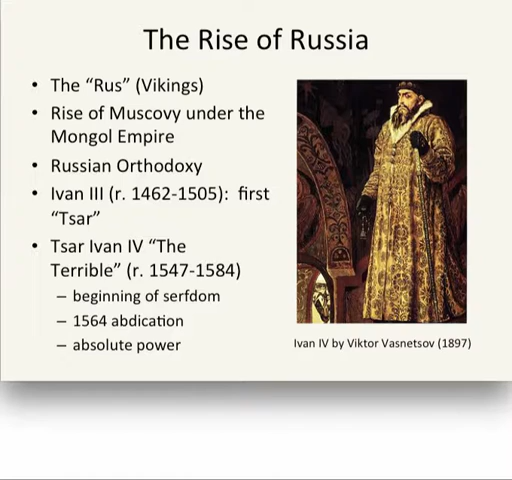 The Rise of Russia
• The “Rus” (Vikings)
• Rise of Muscovy under the
Mongol Empire
• Russian Orthodoxy
• Ivan III (r. 1462-1505): first
“Tsar”
• Tsar Ivan IV “The
Terrible” (r. 1547-1584)
– beginning of serfdom
– 1564 abdication
– absolute power
Ivan IV by Viktor Vasnetsov (1897)